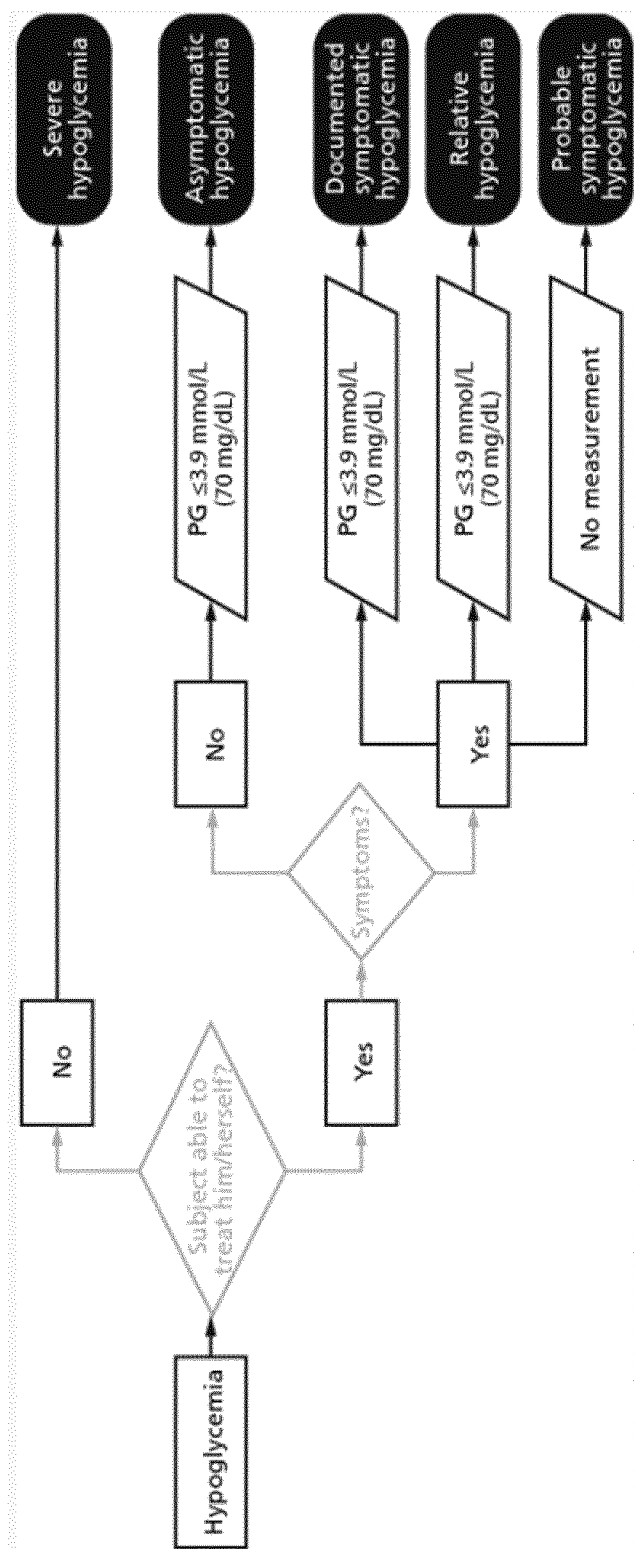 Hypoglycemia
Subject able to
treat him/herself?
No
Yes
Symptoms?
No
Yes
PG ≤3.9 mmol/L
(70 mg/dL)
PG ≤3.9 mmol/L
(70 mg/dL)
PG ≤3.9 mmol/L
(70 mg/dL)
No measurement
Severe
hypoglycemia
Asymptomatic
hypoglycemia
Documented
symptomatic
hypoglycemia
Relative
hypoglycemia
Probable
symptomatic
hypoglycemia